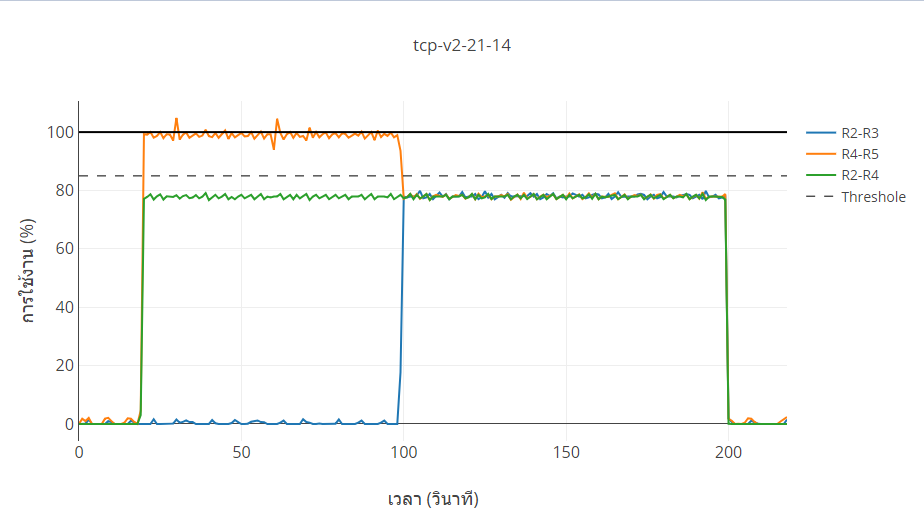 tcp-v2-21-14
การใช้งาน (%)
100
80
60
40
20
0
0 50 100 150 200
เวลา (วินาที)
R2-R3
R4-R5
R2-R4
Threshole